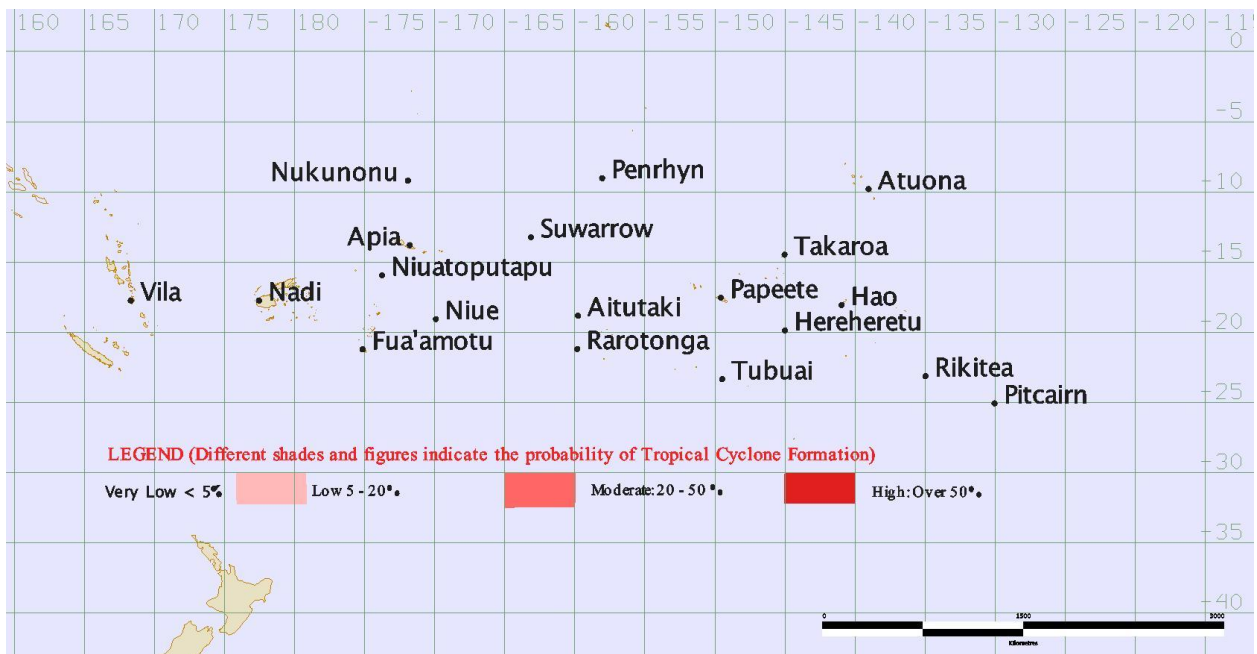 160 165 170 175 180 -175 -170 -165 -160 -155 -150 -145 -140 -135 -130 -125 -120 -115
0
-5
-10
-15
-20
-25
-30
-35
-40
Nukunonu
Penrhyn
Atuona
Apia
Suwarrow
Takaroa
Niuatoputapu
Vila
Nadi
Niue
Aitutaki
Papeete
Hao
Hereheretu
Fua'amotu
Rarotonga
Tubuai
Rikitea
Pitcairn
LEGEND (Different shades and figures indicate the probability of Tropical Cyclone Formation)
Very Low < 5%
Low 5 - 20%
Moderate: 20 - 50%
High: Over 50%
0 1500 3000
Kilometres